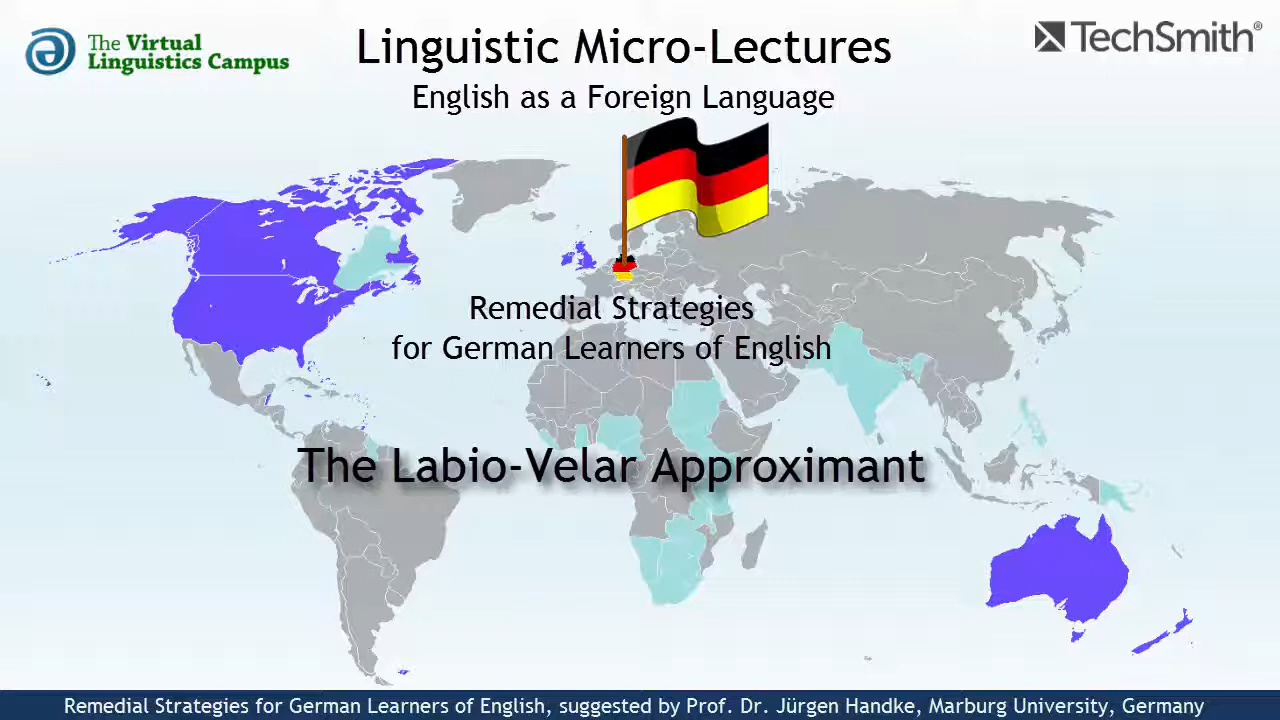 The Virtual
Linguistics Campus
Linguistic Micro-Lectures
TechSmith®
English as a Foreign Language
Remedial Strategies
for German Learners of English
The Labio-Velar Approximant
Remedial Strategies for German Learners of English, suggested by Prof. Dr. Jürgen Handke, Marburg University, Germany